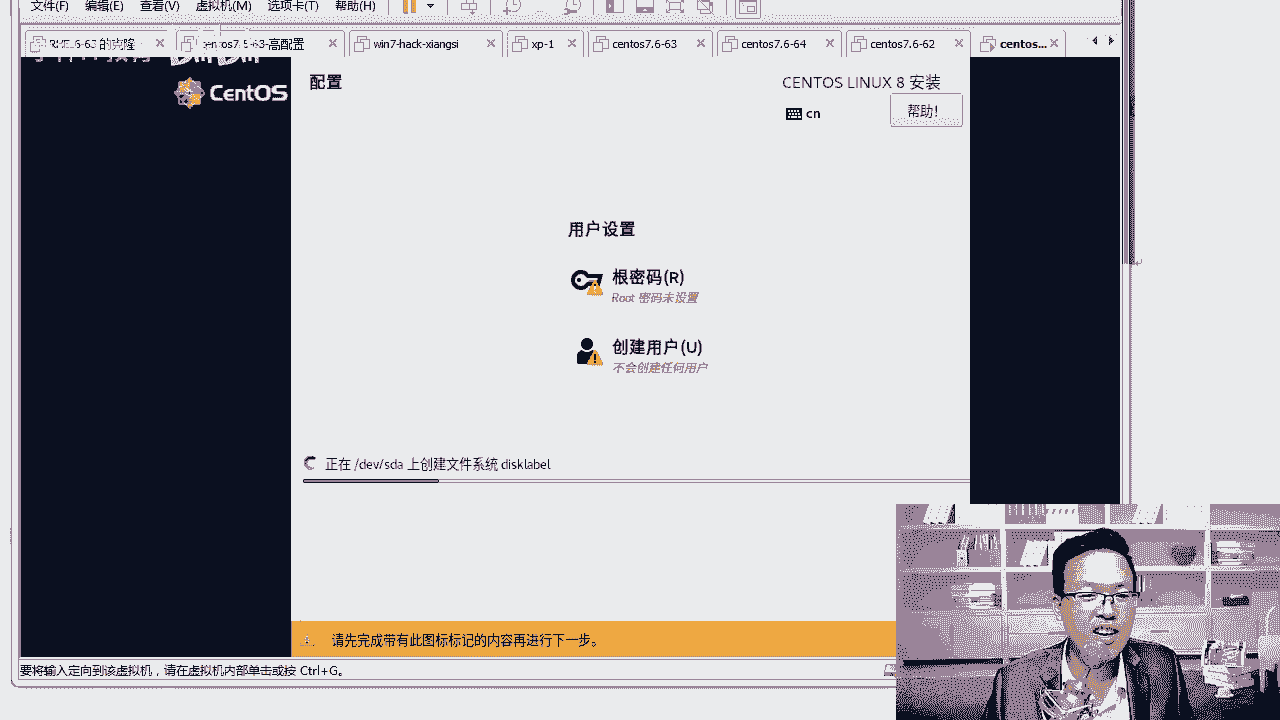 文件(F) 编辑(E) 查看(V) 虚拟机(M) 选项卡(T) 帮助(H)
的克隆 centos7.6-63-高配置 win7-hack-xiangsi xp-1 centos7.6-63 centos7.6-64 centos7.6-62 centos...
CentOS
配置
CENTOS LINUX 8 安装
cn
帮助!
用户设置
根密码(R)
Root 密码未设置
创建用户(U)
不会创建任何用户
正在 /dev/sda 上创建文件系统 disklabel
请先完成带有此图标标记的内容再进行下一步。
要将输入定向到该虚拟机，请在虚拟机内部单击或按 Ctrl+G。